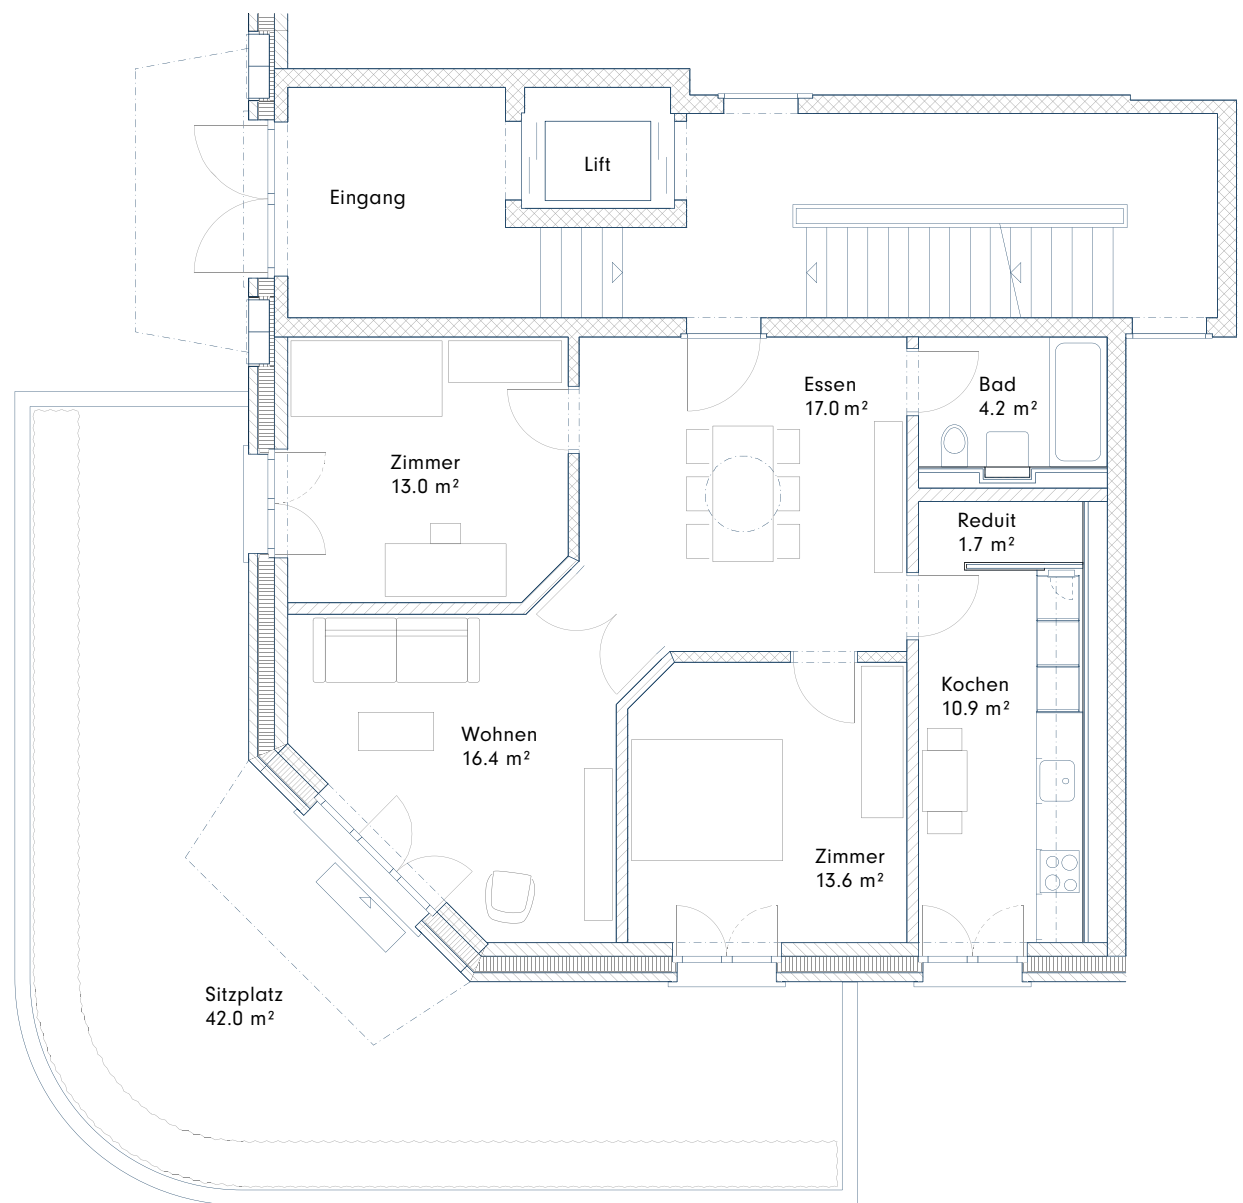 Lift
Eingang
Essen
17.0 m²
Bad
4.2 m²
Zimmer
13.0 m²
Reduit
1.7 m²
Kochen
10.9 m²
Wohnen
16.4 m²
Zimmer
13.6 m²
Sitzplatz
42.0 m²